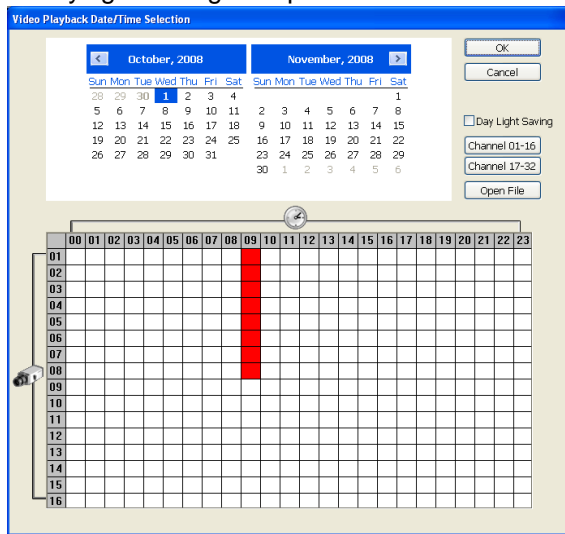 Video Playback Date/Time Selection
October, 2008 November, 2008
Sun Mon Tue Wed Thu Fri Sat Sun Mon Tue Wed Thu Fri Sat
28 29 30 1 2 3 4 1
5 6 7 8 9 10 11 2 3 4 5 6 7 8
12 13 14 15 16 17 18 9 10 11 12 13 14 15
19 20 21 22 23 24 25 16 17 18 19 20 21 22
26 27 28 29 30 31 23 24 25 26 27 28 29
30 1 2 3 4 5 6
OK
Cancel
Day Light Saving
Channel 01-16
Channel 17-32
Open File
00 01 02 03 04 05 06 07 08 09 10 11 12 13 14 15 16 17 18 19 20 21 22 23
01
02
03
04
05
06
07
08
09
10
11
12
13
14
15
16